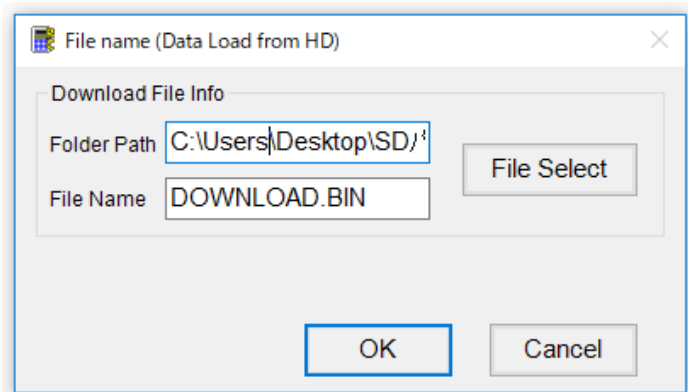 File name (Data Load from HD)
Download File Info
Folder Path C:\Users\Desktop\SD
File Select
File Name DOWNLOAD.BIN
OK Cancel